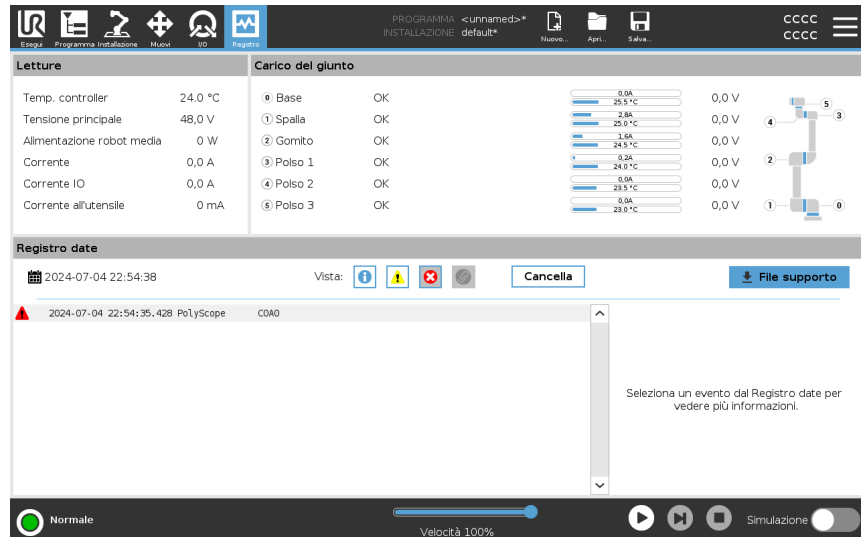 PROGRAMMA <unnamed>*
INSTALLAZIONE default*
cccc
cccc
Esegui Programma Installazione Muovi I/O Registro Nuovo... Apri... Salva...
Letture
Carico del giunto
Temp. controller 24.0 °C
Tensione principale 48,0 V
Alimentazione robot media 0 W
Corrente 0,0 A
Corrente IO 0,0 A
Corrente all'utensile 0 mA
0 Base OK 0,0A 25.5 °C 0,0 V
1 Spalla OK 2,8A 25.0 °C 0,0 V
2 Gomito OK 1,6A 24.5 °C 0,0 V
3 Polso 1 OK 0,2A 24.0 °C 0,0 V
4 Polso 2 OK 0,0A 23.5 °C 0,0 V
5 Polso 3 OK 0,0A 23.0 °C 0,0 V
5
4 3
2
1 0
Registro date
2024-07-04 22:54:38 Vista: Cancella File supporto
2024-07-04 22:54:35.428 PolyScope C0A0
Seleziona un evento dal Registro date per
vedere più informazioni.
Normale
Velocità 100%
Simulazione